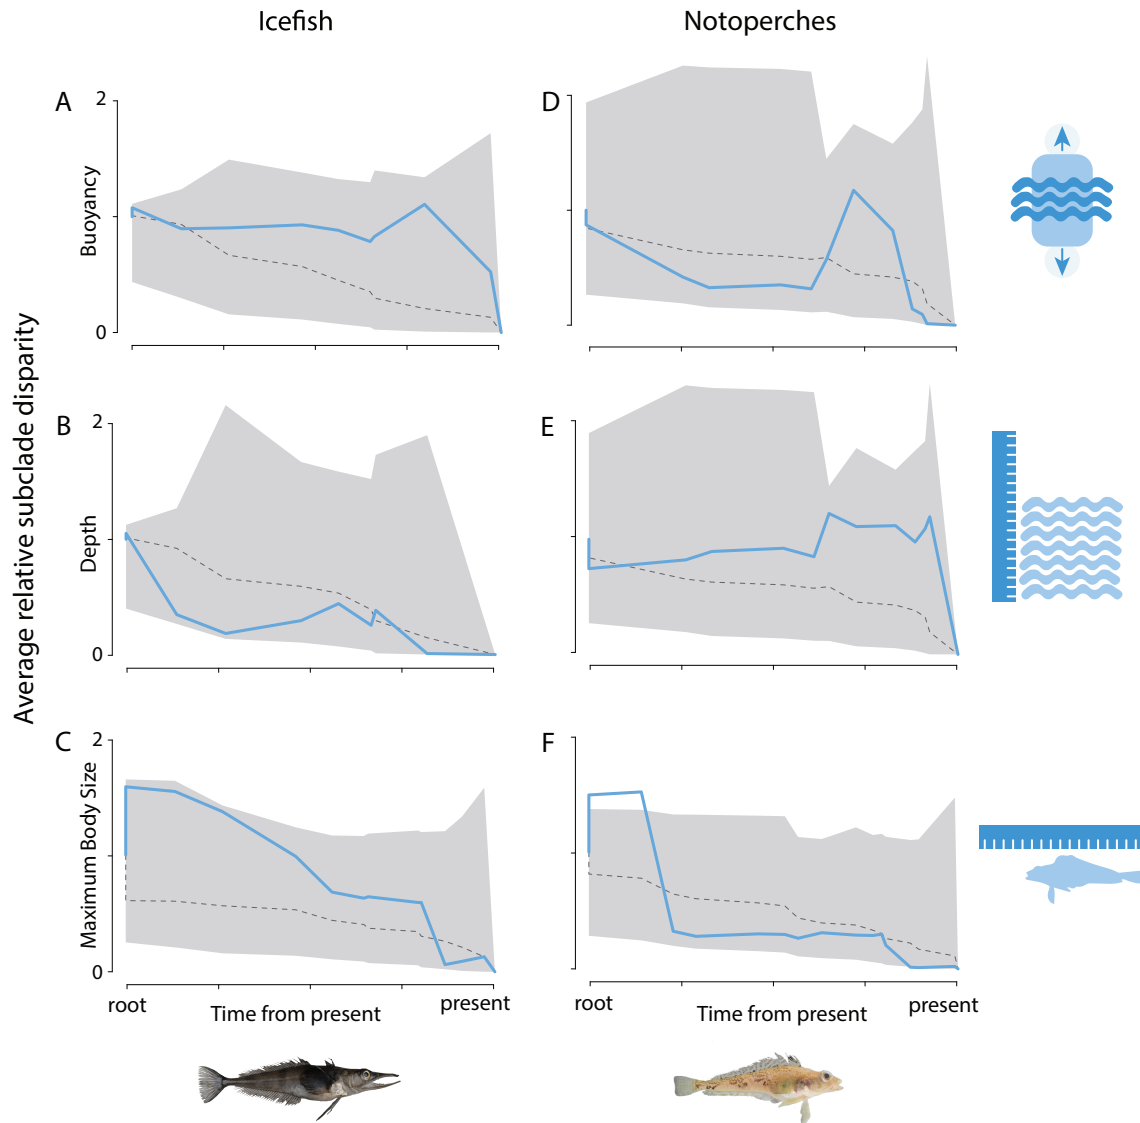 Icefish
Notoperches
A
2
Buoyancy
0
D
Average relative subclade disparity
B
2
Depth
0
E
C
2
Maximum Body Size
0
F
root
Time from present
present
root
Time from present
present